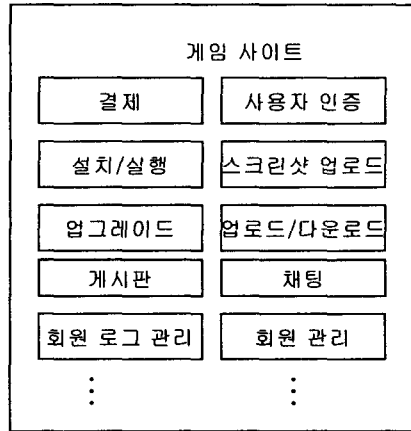 게임 사이트
결제 사용자 인증
설치/실행 스크린샷 업로드
업그레이드 업로드/다운로드
게시판 채팅
회원 로그 관리 회원 관리